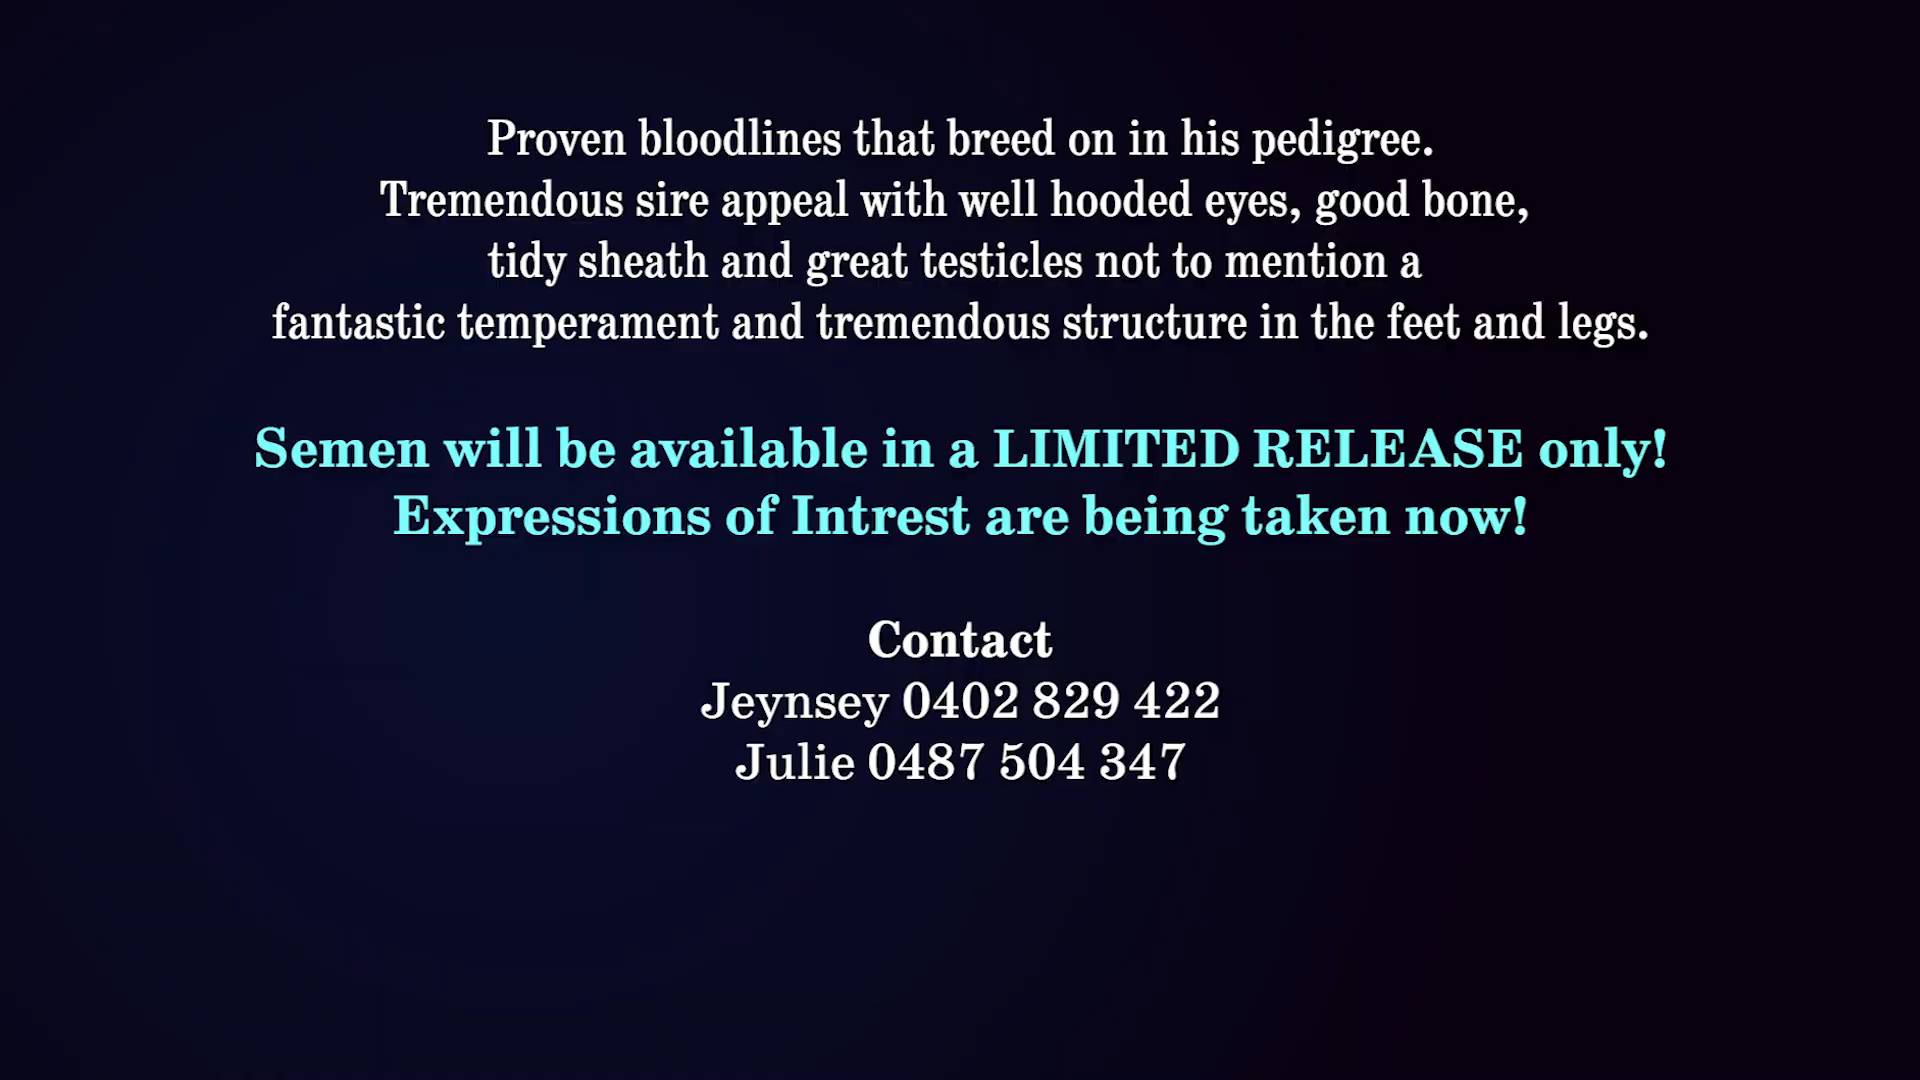 Proven bloodlines that breed on in his pedigree.
Tremendous sire appeal with well hooded eyes, good bone,
tidy sheath and great testicles not to mention a
fantastic temperament and tremendous structure in the feet and legs.
Semen will be available in a LIMITED RELEASE only!
Expressions of Intrest are being taken now!
Contact
Jeynsey 0402 829 422
Julie 0487 504 347